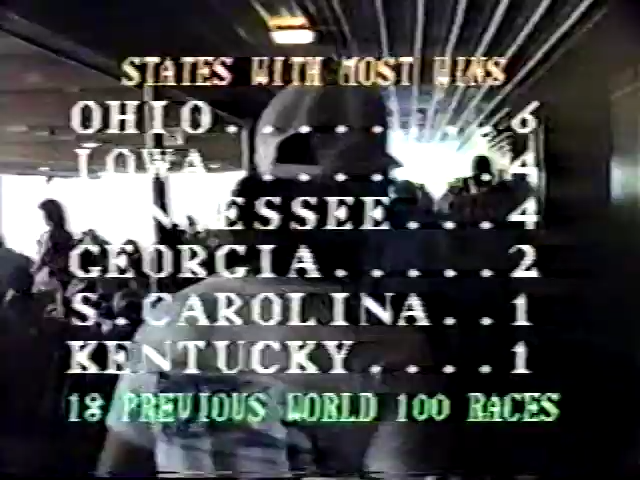 STATES WITH MOST WINS
OHIO.........6
IOWA.........4
NNESSEE...4
GEORGIA.....2
S. CAROLINA..1
KENTUCKY....1
18 PREVIOUS WORLD 100 RACES